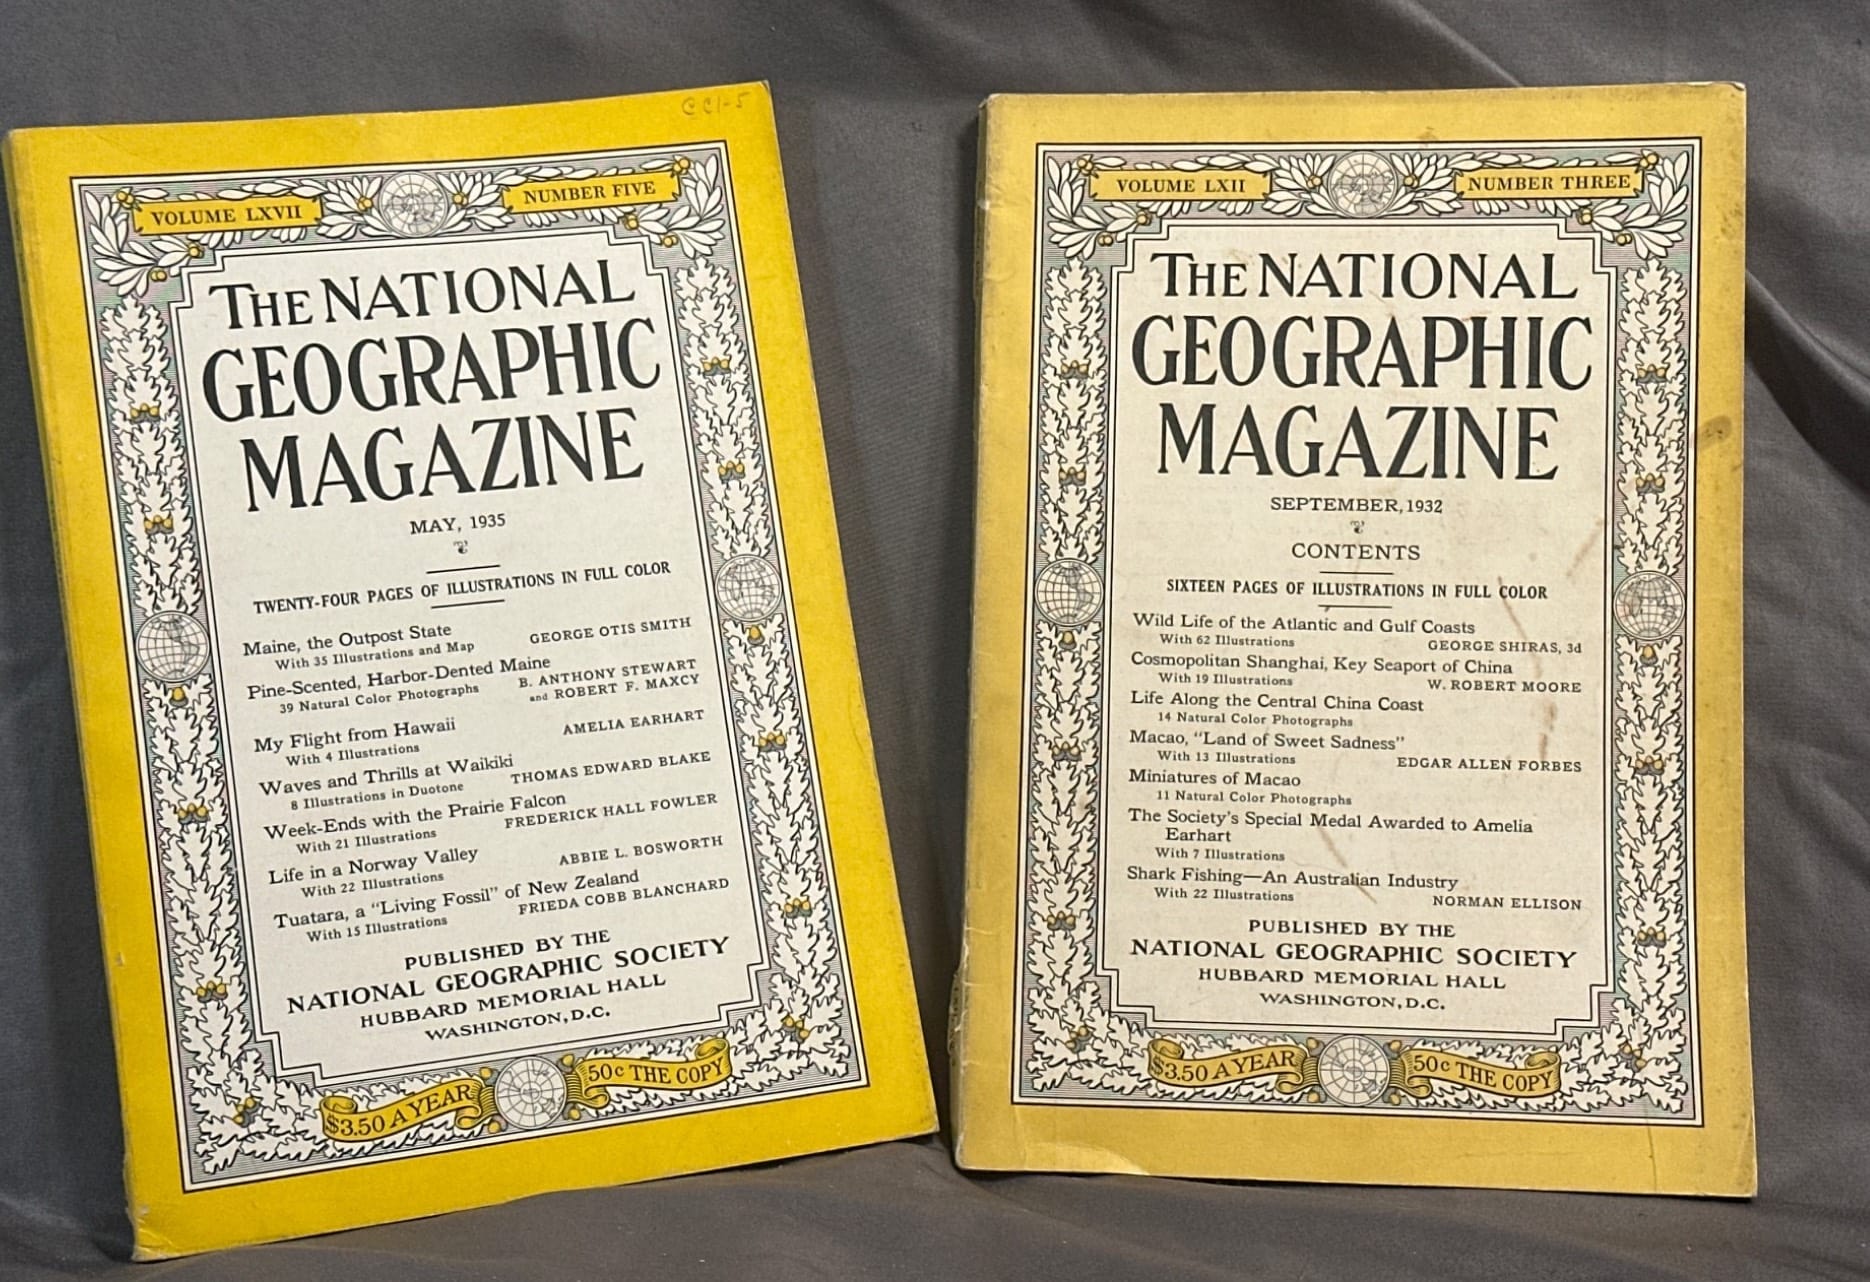 CC1-5
VOLUME LXVII
NUMBER FIVE
THE NATIONAL
GEOGRAPHIC
MAGAZINE
MAY, 1935
TWENTY-FOUR PAGES OF ILLUSTRATIONS IN FULL COLOR
Maine, the Outpost State
With 35 Illustrations and Map GEORGE OTIS SMITH
Pine-Scented, Harbor-Dented Maine
39 Natural Color Photographs B. ANTHONY STEWART
and ROBERT F. MAXCY
My Flight from Hawaii
With 4 Illustrations AMELIA EARHART
Waves and Thrills at Waikiki
8 Illustrations in Duotone THOMAS EDWARD BLAKE
Week-Ends with the Prairie Falcon
With 21 Illustrations FREDERICK HALL FOWLER
Life in a Norway Valley
With 22 Illustrations ABBIE L. BOSWORTH
Tuatara, a "Living Fossil" of New Zealand
With 15 Illustrations FRIEDA COBB BLANCHARD
PUBLISHED BY THE
NATIONAL GEOGRAPHIC SOCIETY
HUBBARD MEMORIAL HALL
WASHINGTON, D.C.
$3.50 A YEAR
50c THE COPY
VOLUME LXII
NUMBER THREE
THE NATIONAL
GEOGRAPHIC
MAGAZINE
SEPTEMBER, 1932
CONTENTS
SIXTEEN PAGES OF ILLUSTRATIONS IN FULL COLOR
Wild Life of the Atlantic and Gulf Coasts
With 62 Illustrations GEORGE SHIRAS, 3d
Cosmopolitan Shanghai, Key Seaport of China
With 19 Illustrations W. ROBERT MOORE
Life Along the Central China Coast
14 Natural Color Photographs
Macao, "Land of Sweet Sadness"
With 13 Illustrations EDGAR ALLEN FORBES
Miniatures of Macao
11 Natural Color Photographs
The Society's Special Medal Awarded to Amelia
Earhart
With 7 Illustrations
Shark Fishing—An Australian Industry
With 22 Illustrations NORMAN ELLISON
PUBLISHED BY THE
NATIONAL GEOGRAPHIC SOCIETY
HUBBARD MEMORIAL HALL
WASHINGTON, D.C.
$3.50 A YEAR
50c THE COPY